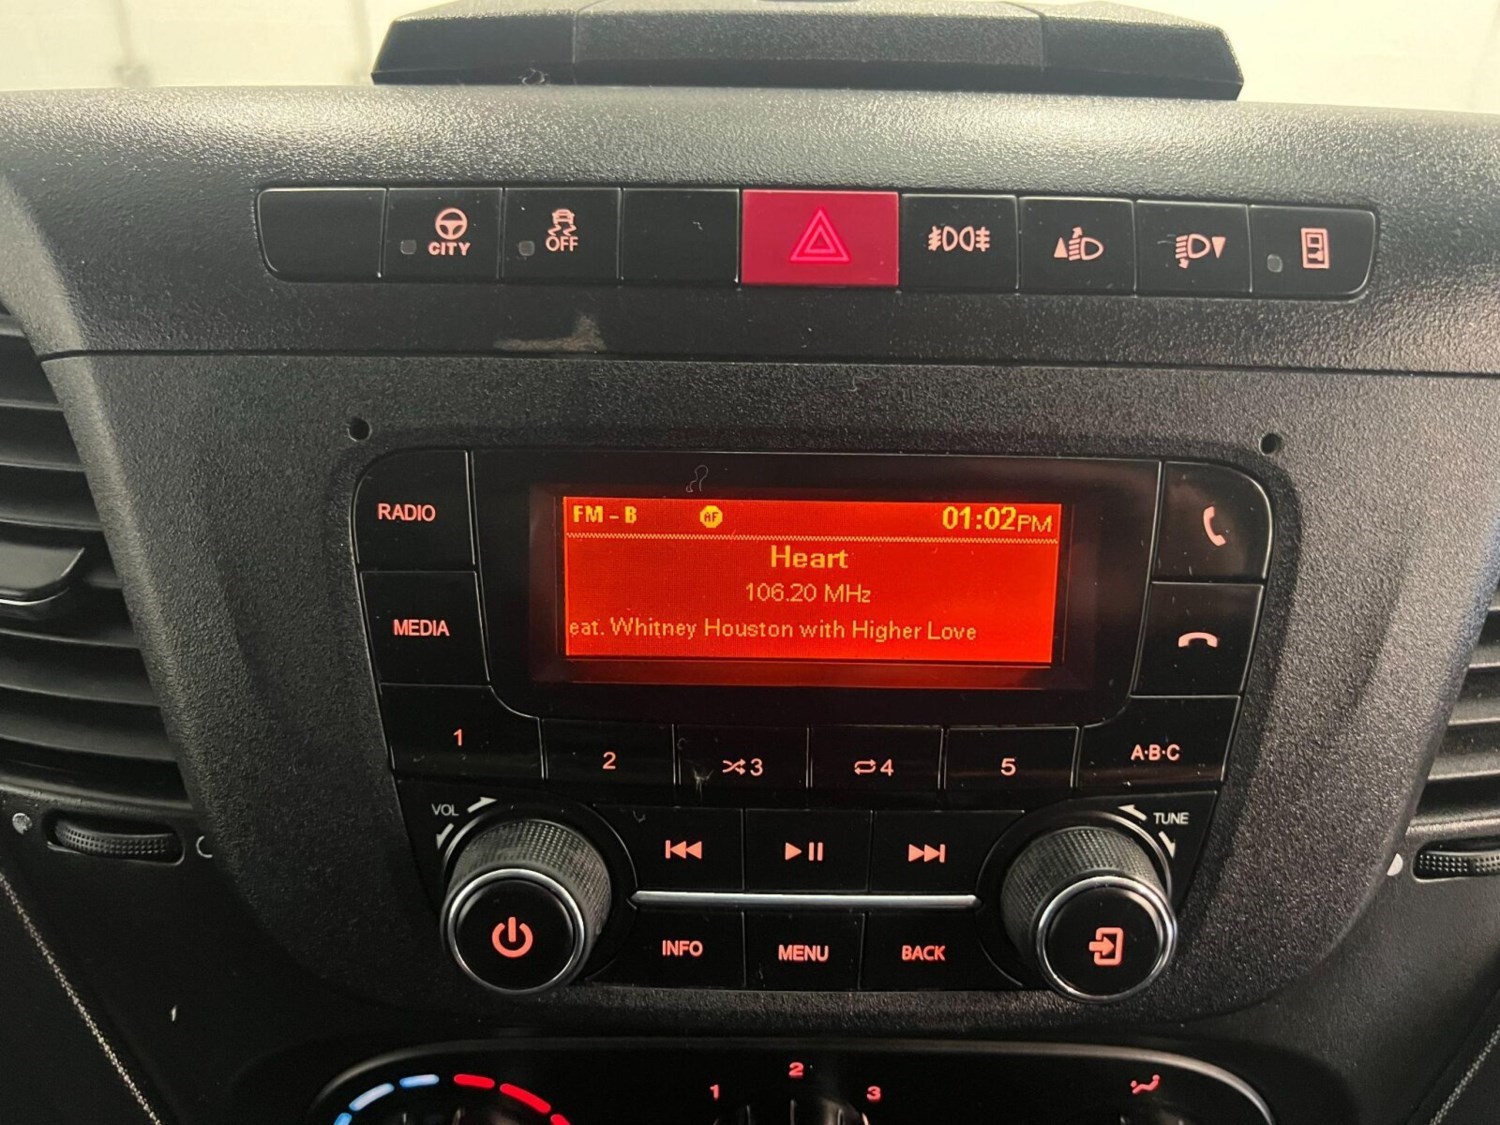 CITY
OFF
RADIO
MEDIA
FM - B AF 01:02PM
Heart
106.20 MHz
eat. Whitney Houston with Higher Love
1
2
3
4
5
A·B·C
VOL
TUNE
INFO
MENU
BACK
1
2
3